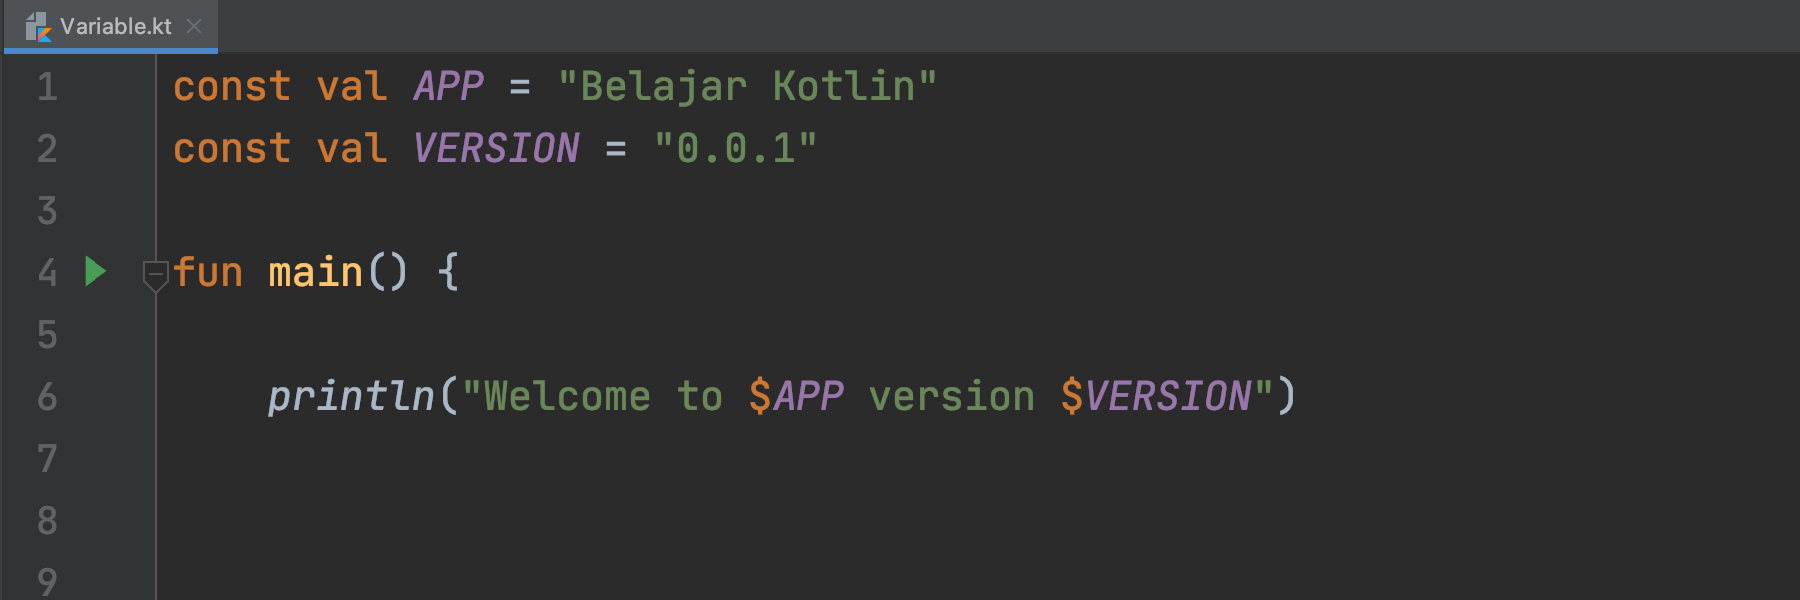 Variable.kt
1 const val APP = "Belajar Kotlin"
2 const val VERSION = "0.0.1"
3
4 fun main() {
5
6 println("Welcome to $APP version $VERSION")
7
8
9